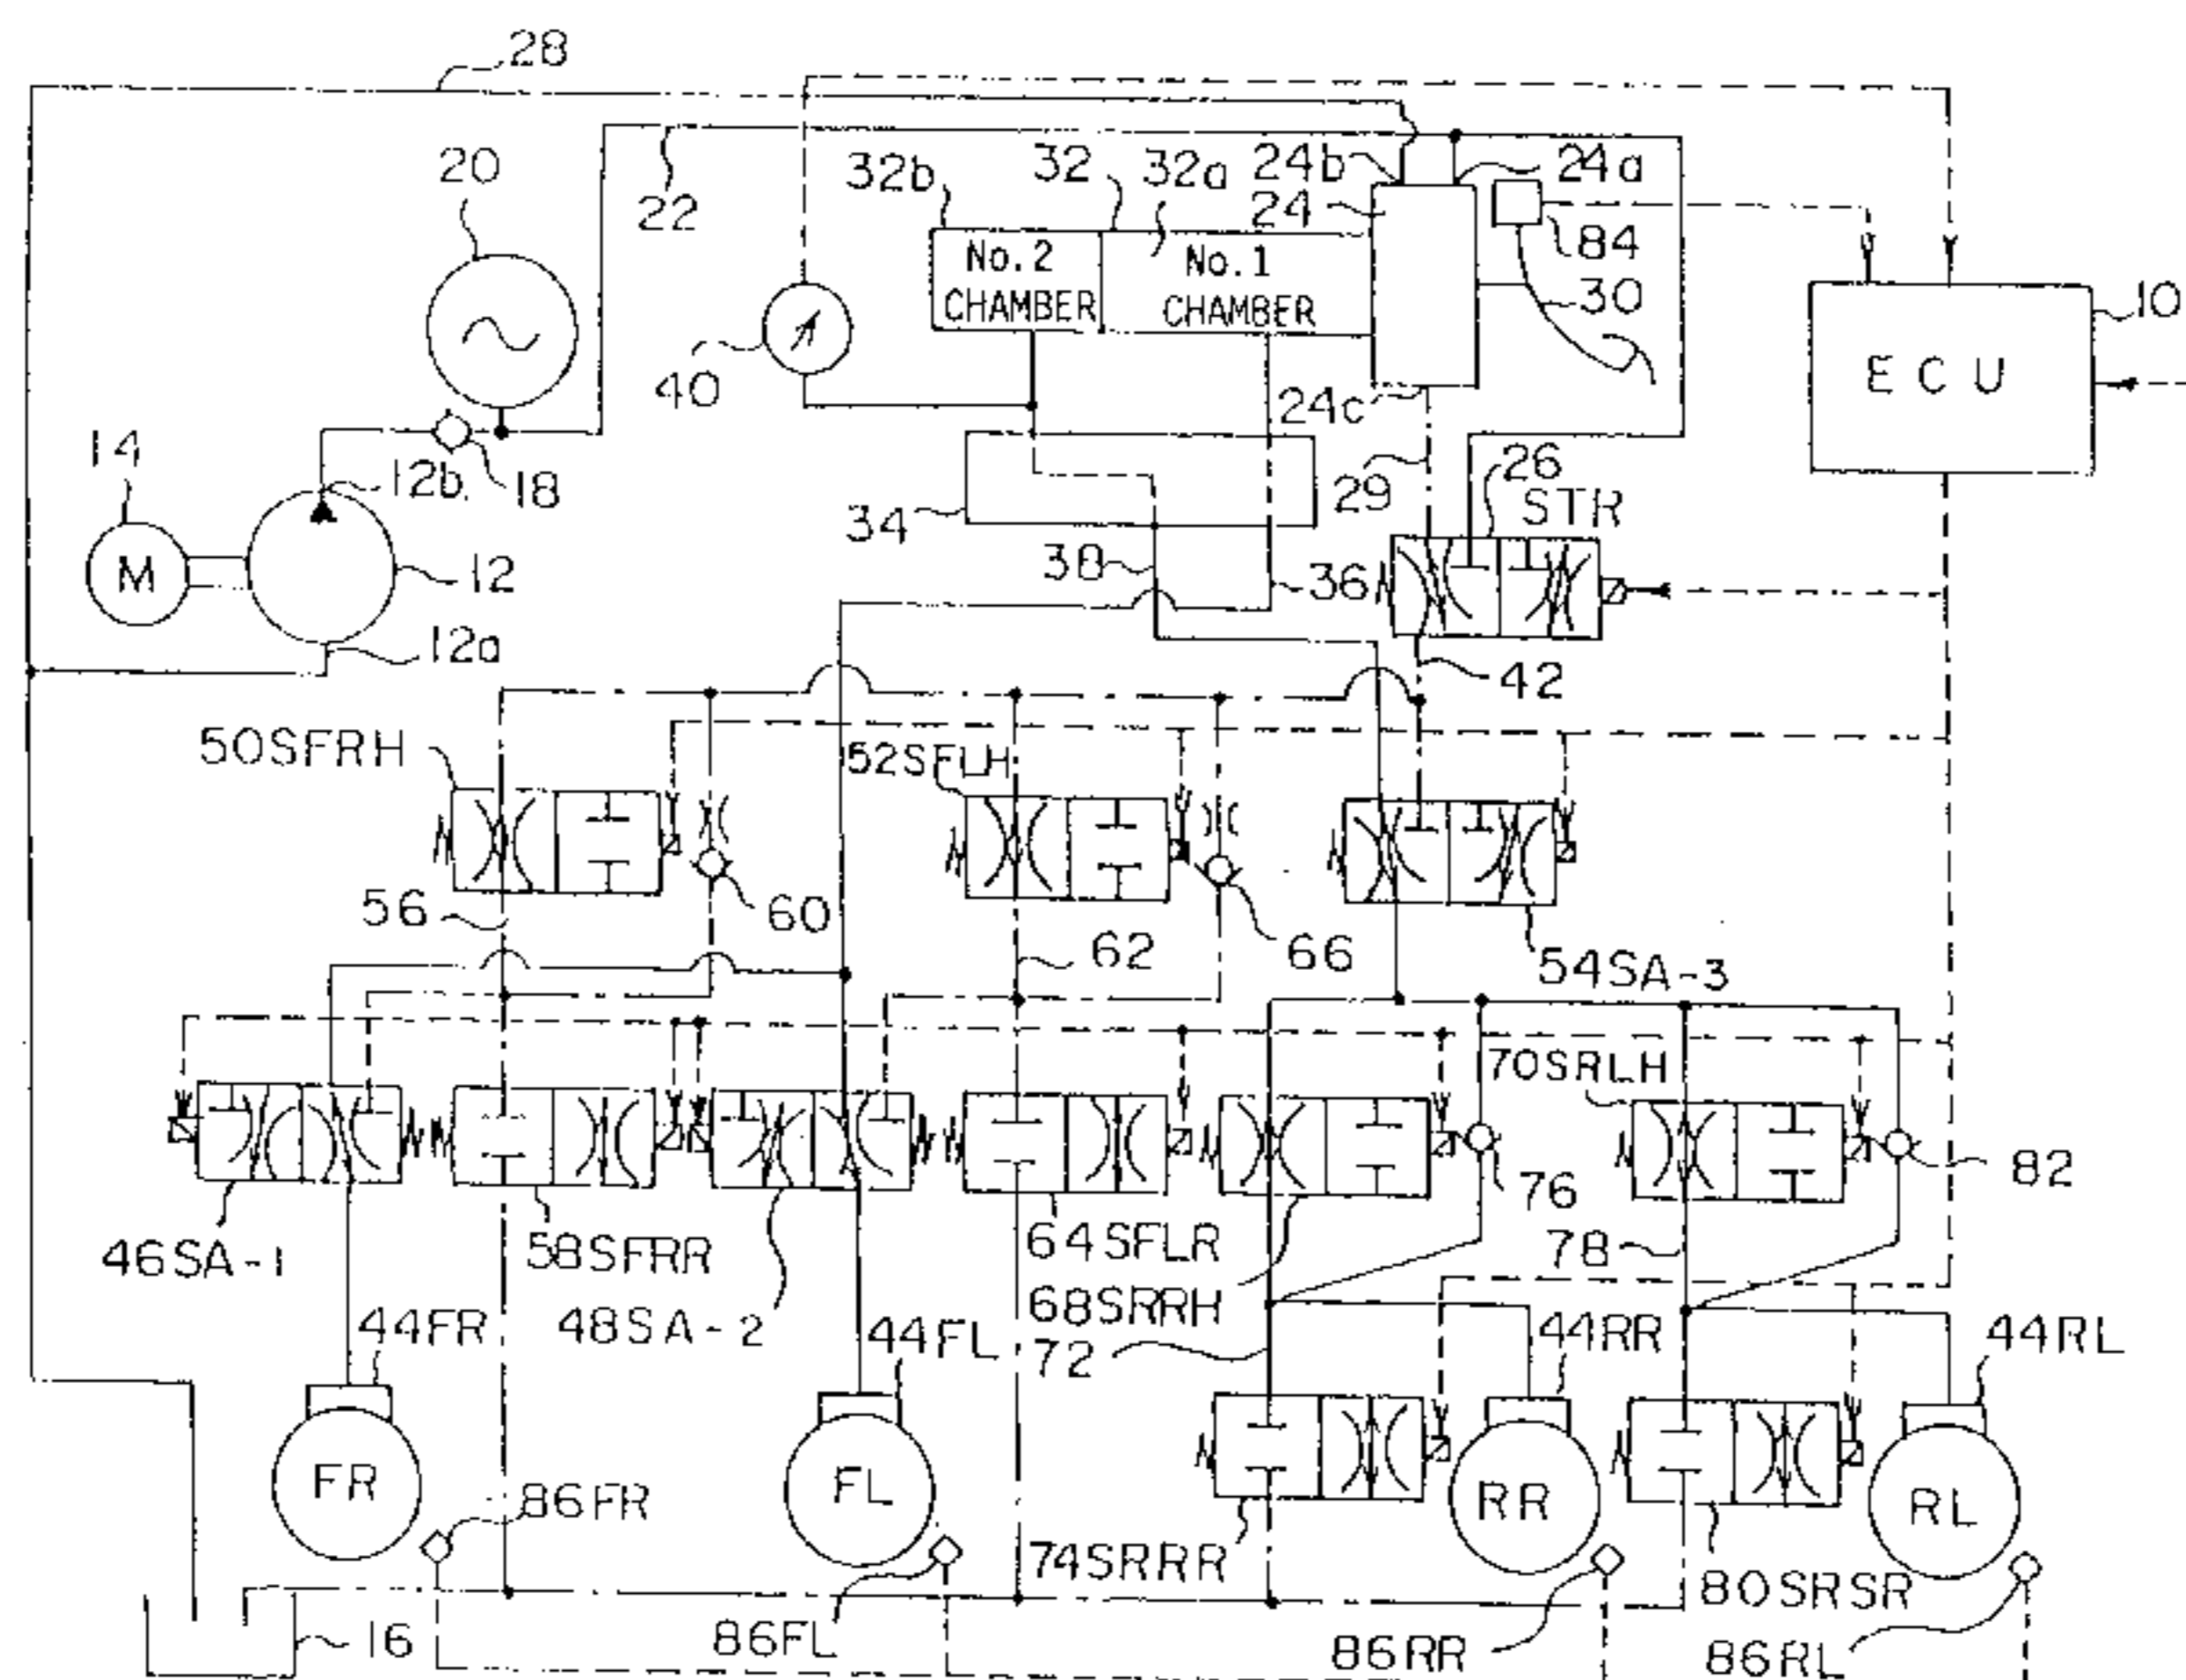 28
20
22
32b
32
32a
24b
24a
24
84
No.2
CHAMBER
No.1
CHAMBER
30
10
ECU
40
24c
14
12b
18
34
29
26
STR
M
12
38
36
12a
42
50SFRH
52SFLH
56
60
62
66
54SA-3
70SRLH
46SA-1
58SFRR
48SA-2
64SFLR
68SRRH
76
78
82
44FR
44FL
72
44RR
44RL
FR
FL
RR
RL
86FR
74SRRR
80SRSR
16
86FL
86RR
86RL